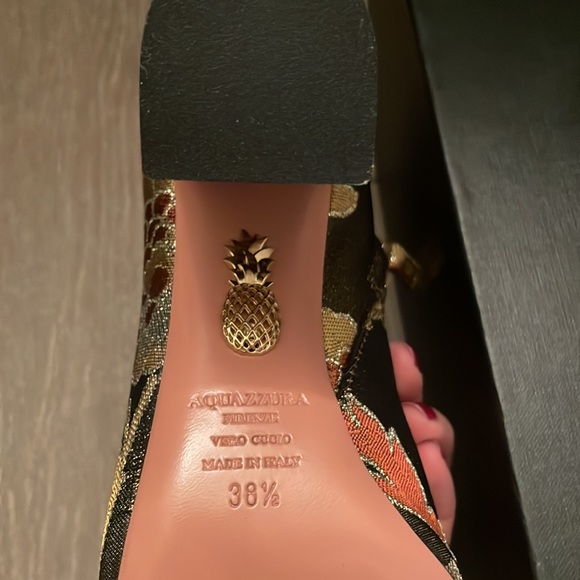 AQUAZZURA
FIRENZE
VERO CUOIO
MADE IN ITALY
38½